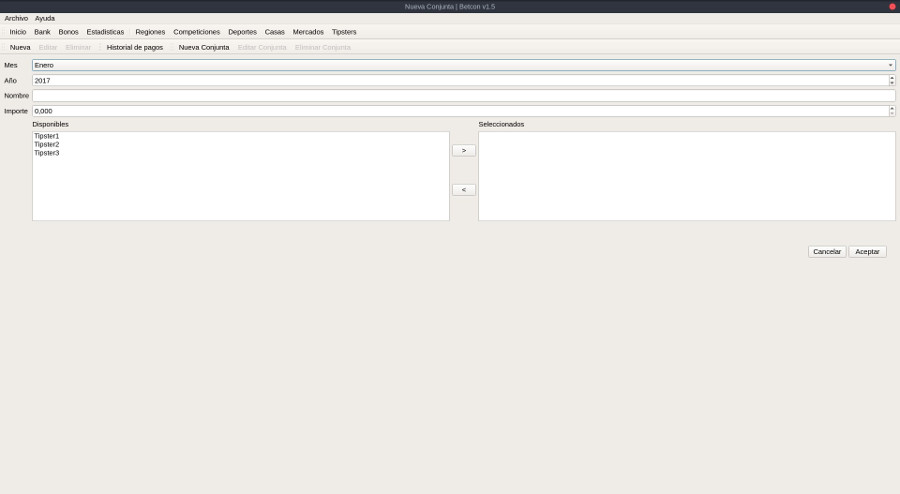 Nueva Conjunta | Betcon v1.5
Archivo Ayuda
Inicio Bank Bonos Estadisticas Regiones Competiciones Deportes Casas Mercados Tipsters
Nueva Editar Eliminar Historial de pagos Nueva Conjunta Editar Conjunta Eliminar Conjunta
Mes Enero
Año 2017
Nombre
Importe 0,000
Disponibles Seleccionados
Tipster1
Tipster2
Tipster3
>
<
Cancelar Aceptar